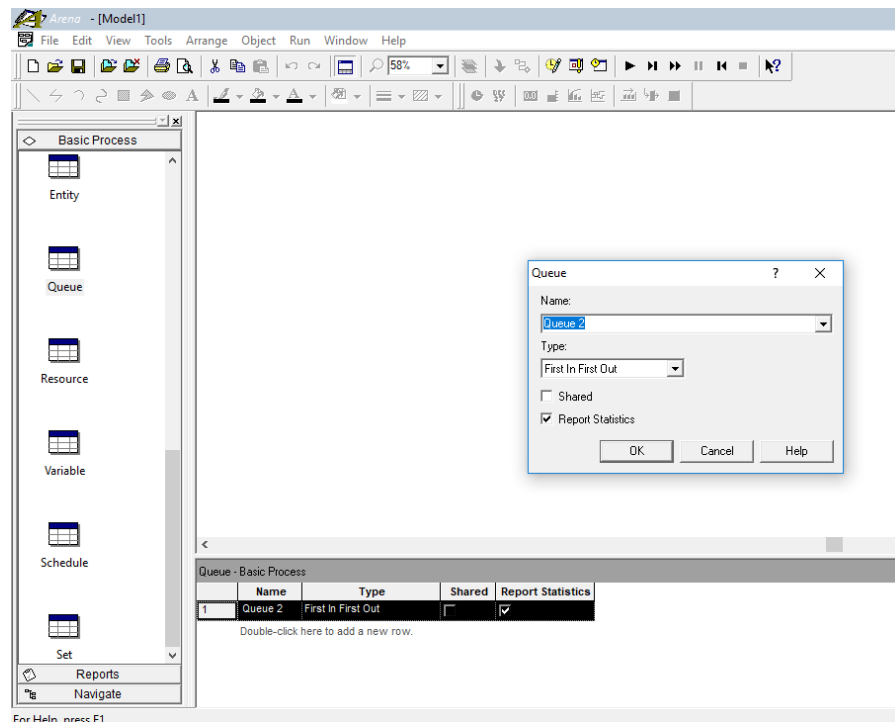 Arena - [Model1]
File Edit View Tools Arrange Object Run Window Help
58%
A A
Basic Process
Entity
Queue
Resource
Variable
Schedule
Set
Reports
Navigate
Queue ? X
Name:
Queue 2
Type:
First In First Out
Shared
Report Statistics
OK Cancel Help
Queue - Basic Process
Name Type Shared Report Statistics
1 Queue 2 First In First Out
Double-click here to add a new row.
For Help, press F1